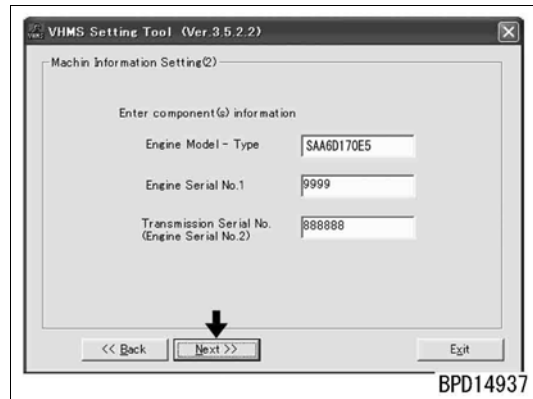 VHMS Setting Tool (Ver.3.5.2.2)
Machin Information Setting(2)
Enter component(s) information
Engine Model - Type SAA6D170E5
Engine Serial No.1 9999
Transmission Serial No.
(Engine Serial No.2) 888888
<< Back Next >> Exit
BPD14937